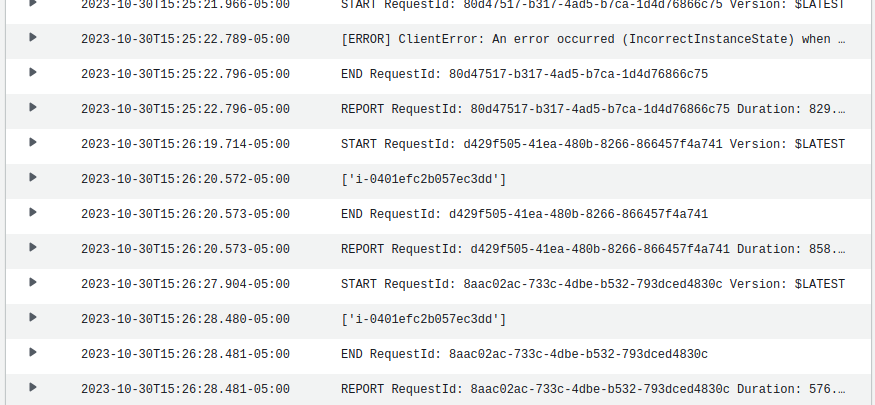 2023-10-30T15:25:21.966-05:00 START RequestId: 80d47517-b317-4ad5-b7ca-1d4d76866c75 Version: $LATEST
2023-10-30T15:25:22.789-05:00 [ERROR] ClientError: An error occurred (IncorrectInstanceState) when …
2023-10-30T15:25:22.796-05:00 END RequestId: 80d47517-b317-4ad5-b7ca-1d4d76866c75
2023-10-30T15:25:22.796-05:00 REPORT RequestId: 80d47517-b317-4ad5-b7ca-1d4d76866c75 Duration: 829.…
2023-10-30T15:26:19.714-05:00 START RequestId: d429f505-41ea-480b-8266-866457f4a741 Version: $LATEST
2023-10-30T15:26:20.572-05:00 ['i-0401efc2b057ec3dd']
2023-10-30T15:26:20.573-05:00 END RequestId: d429f505-41ea-480b-8266-866457f4a741
2023-10-30T15:26:20.573-05:00 REPORT RequestId: d429f505-41ea-480b-8266-866457f4a741 Duration: 858.…
2023-10-30T15:26:27.904-05:00 START RequestId: 8aac02ac-733c-4dbe-b532-793dced4830c Version: $LATEST
2023-10-30T15:26:28.480-05:00 ['i-0401efc2b057ec3dd']
2023-10-30T15:26:28.481-05:00 END RequestId: 8aac02ac-733c-4dbe-b532-793dced4830c
2023-10-30T15:26:28.481-05:00 REPORT RequestId: 8aac02ac-733c-4dbe-b532-793dced4830c Duration: 576.…